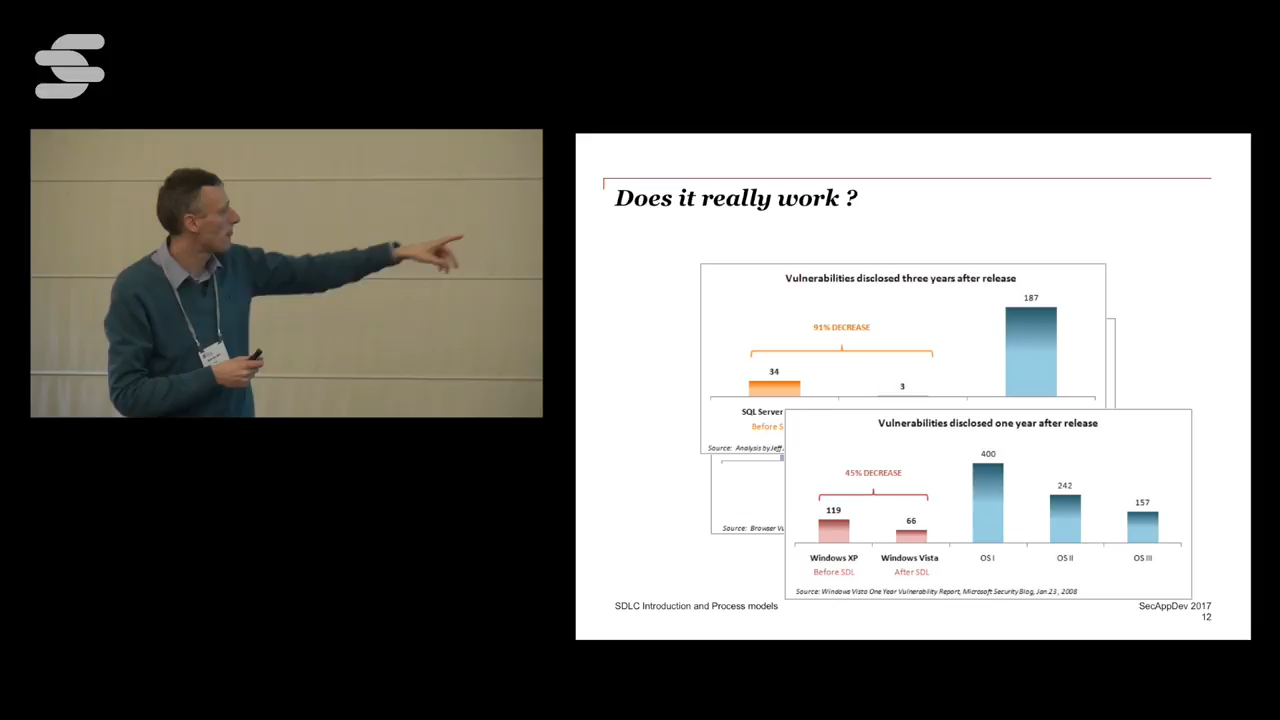 Does it really work ?
Vulnerabilities disclosed three years after release
187
91% DECREASE
34
3
SQL Server
Before
Source: Analysis by Jeff
Source: Browser
Vulnerabilities disclosed one year after release
400
45% DECREASE
242
157
119
66
Windows XP
Windows Vista
OS I
OS II
OS III
Before SDL
After SDL
Source: Windows Vista One Year Vulnerability Report, Microsoft Security Blog, Jan 23, 2008
SDLC Introduction and Process models
SecAppDev 2017
12